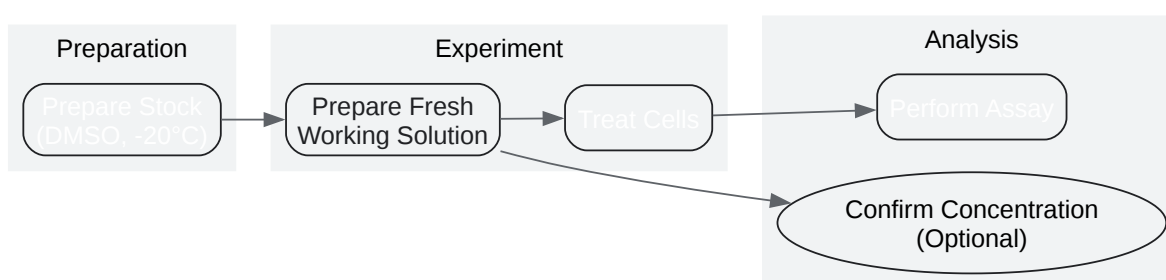 Preparation
Prepare Stock
(DMSO, -20°C)
Experiment
Prepare Fresh
Working Solution
Treat Cells
Analysis
Perform Assay
Confirm Concentration
(Optional)